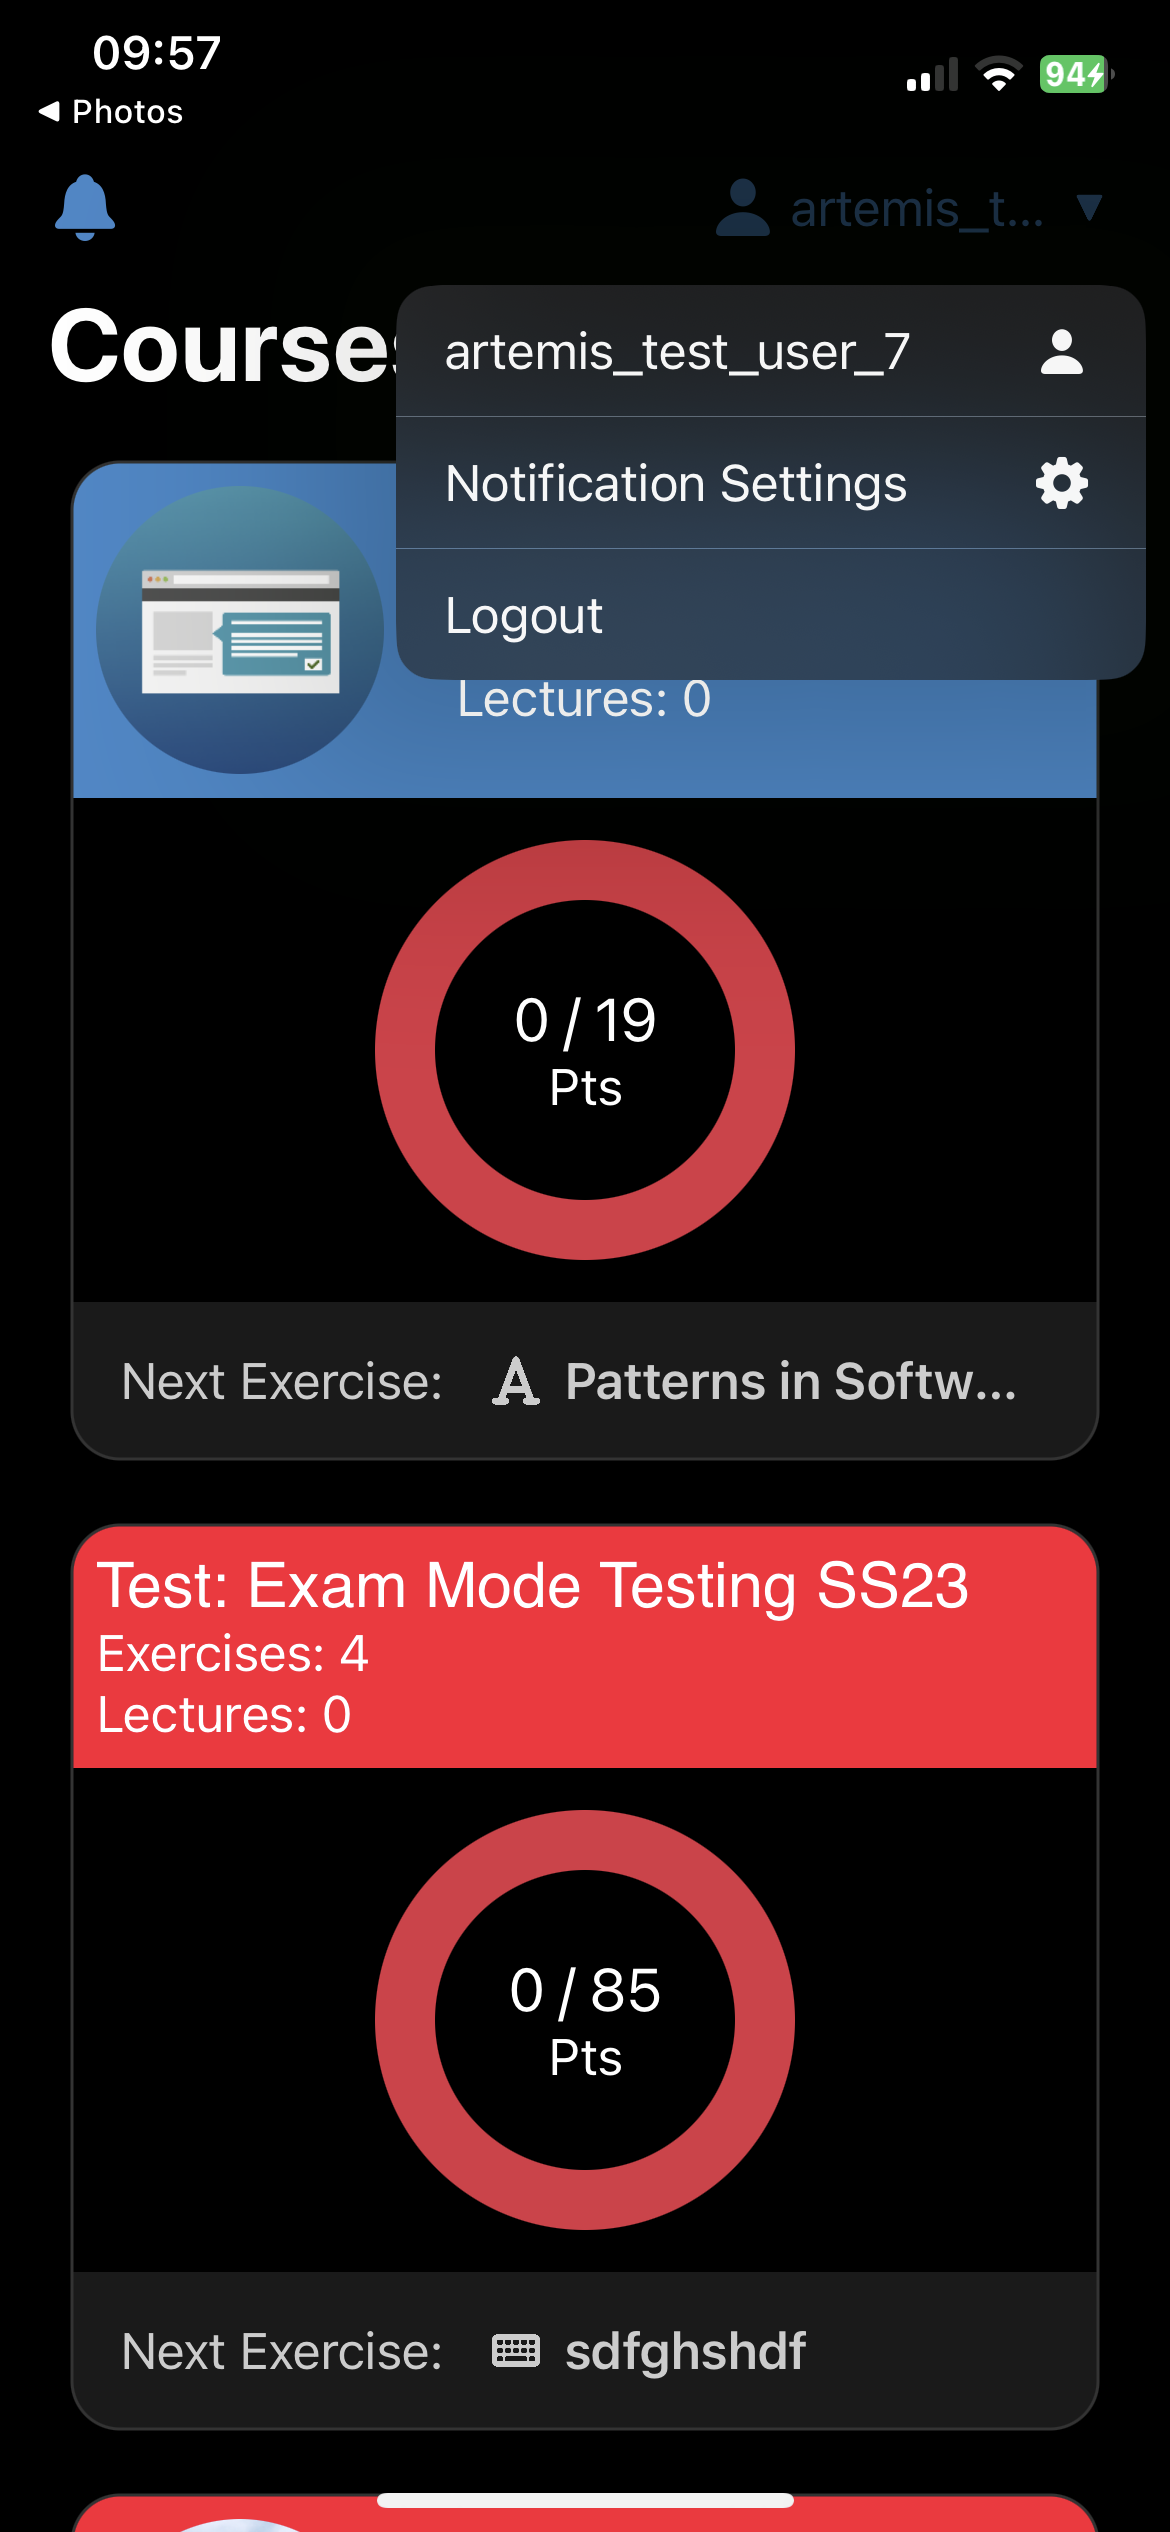 09:57
94
Photos
artemis_t...
Courses
artemis_test_user_7
Notification Settings
Logout
Lectures: 0
0 / 19
Pts
Next Exercise: Patterns in Softw...
Test: Exam Mode Testing SS23
Exercises: 4
Lectures: 0
0 / 85
Pts
Next Exercise: sdfghshdf